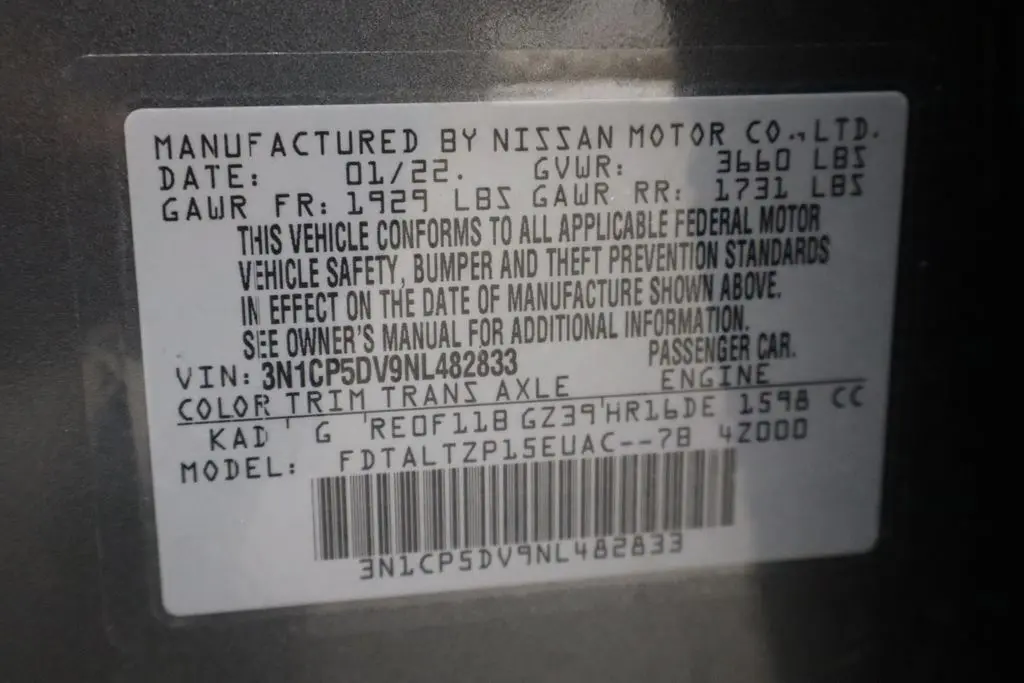 MANUFACTURED BY NISSAN MOTOR CO.,LTD.
DATE: 01/22. GVWR: 3660 LBS
GAWR FR: 1929 LBS GAWR RR: 1731 LBS
THIS VEHICLE CONFORMS TO ALL APPLICABLE FEDERAL MOTOR
VEHICLE SAFETY, BUMPER AND THEFT PREVENTION STANDARDS
IN EFFECT ON THE DATE OF MANUFACTURE SHOWN ABOVE.
SEE OWNER'S MANUAL FOR ADDITIONAL INFORMATION.
VIN: 3N1CP5DV9NL482833 PASSENGER CAR.
COLOR TRIM TRANS AXLE ENGINE
KAD ' G ' RE0F11B GZ39'HR16DE 1598 CC
MODEL: FDTALTZP15EUAC--7B 4Z000
3N1CP5DV9NL482833